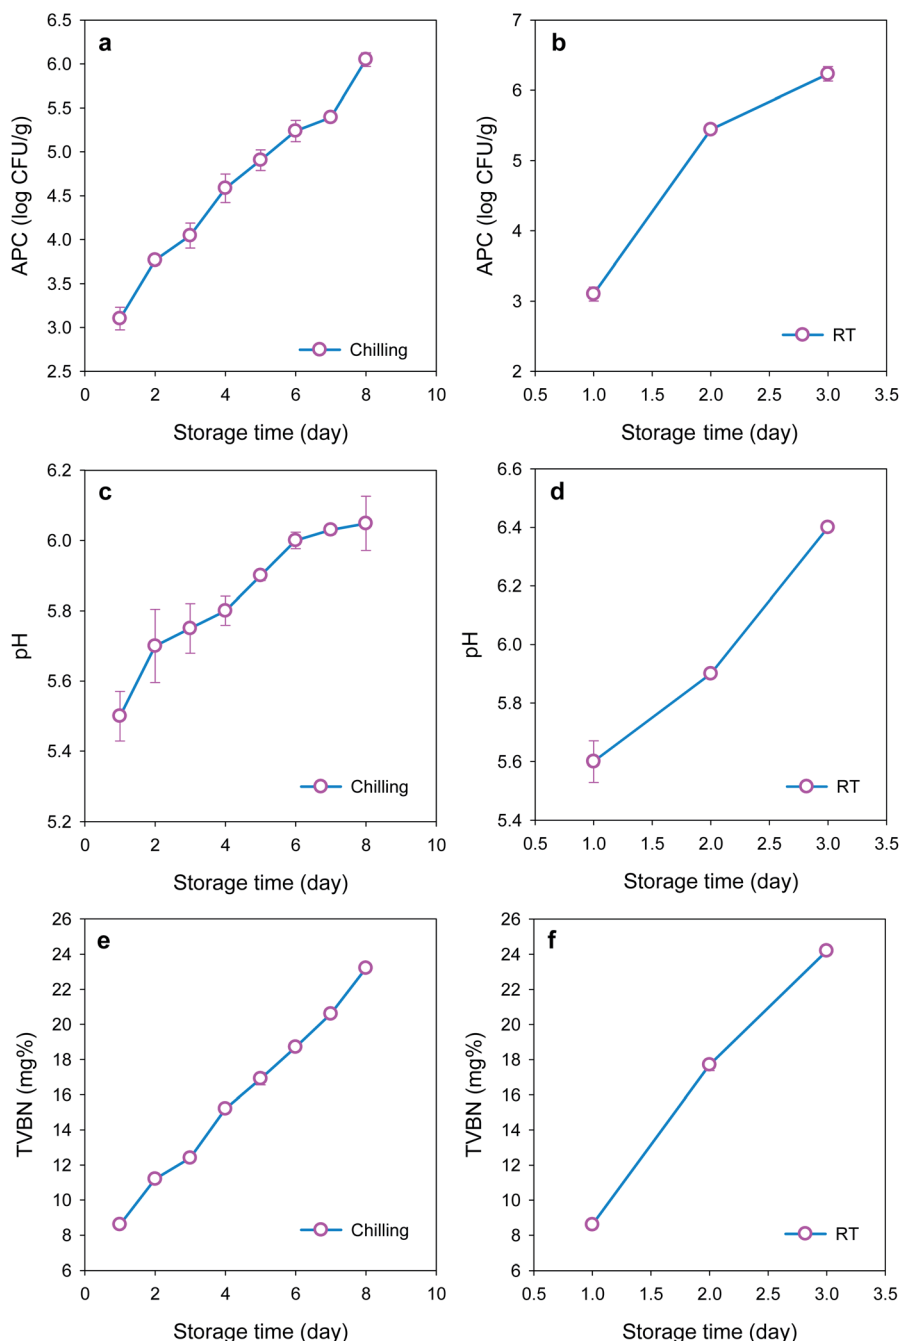 a
APC (log CFU/g)
6.5
6.0
5.5
5.0
4.5
4.0
3.5
3.0
2.5
Chilling
0 2 4 6 8 10
Storage time (day)
b
APC (log CFU/g)
7
6
5
4
3
2
RT
0.5 1.0 1.5 2.0 2.5 3.0 3.5
Storage time (day)
c
pH
6.2
6.0
5.8
5.6
5.4
5.2
Chilling
0 2 4 6 8 10
Storage time (day)
d
pH
6.6
6.4
6.2
6.0
5.8
5.6
5.4
RT
0.5 1.0 1.5 2.0 2.5 3.0 3.5
Storage time (day)
e
TVBN (mg%)
26
24
22
20
18
16
14
12
10
8
6
Chilling
0 2 4 6 8 10
Storage time (day)
f
TVBN (mg%)
26
24
22
20
18
16
14
12
10
8
6
RT
0.5 1.0 1.5 2.0 2.5 3.0 3.5
Storage time (day)